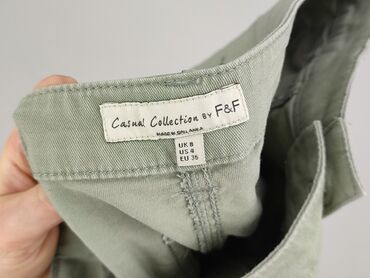 Casual Collection BY F&F
MADE IN SRI LANKA
UK 8
US 4
EU 36